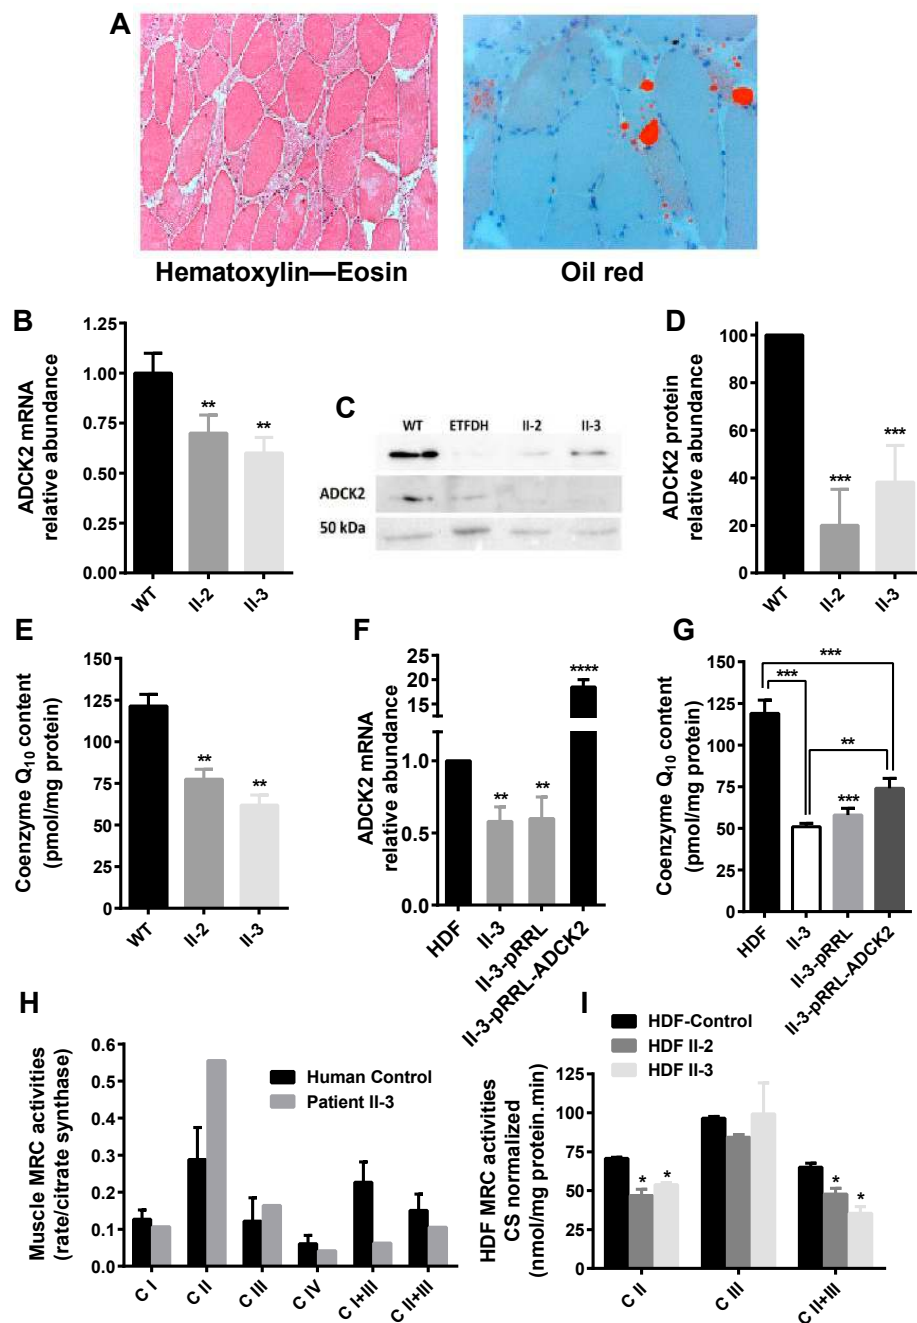 A
Hematoxylin—Eosin
Oil red
B
ADCK2 mRNA
relative abundance
1.25
1.00
0.75
0.50
0.25
0.00
**
**
WT
II-2
II-3
C
WT
ETFDH
II-2
II-3
ADCK2
50 kDa
D
ADCK2 protein
relative abundance
100
80
60
40
20
0
***
***
WT
II-2
II-3
E
Coenzyme Q10 content
(pmol/mg protein)
150
125
100
75
50
25
0
**
**
WT
II-2
II-3
F
ADCK2 mRNA
relative abundance
25
20
15
10
1.0
0.5
0.0
**
**
****
HDF
II-3
II-3-pRRL
II-3-pRRL-ADCK2
G
Coenzyme Q10 content
(pmol/mg protein)
150
125
100
75
50
25
0
***
***
**
***
HDF
II-3
II-3-pRRL
II-3-pRRL-ADCK2
H
Muscle MRC activities
(rate/citrate synthase)
0.6
0.5
0.4
0.3
0.2
0.1
0.0
Human Control
Patient II-3
C I
C II
C III
C IV
C I+III
C II+III
I
HDF-Control
HDF II-2
HDF II-3
HDF MRC activities
CS normalized
(nmol/mg protein.min)
125
100
75
50
25
0
*
*
*
*
C II
C III
C II+III